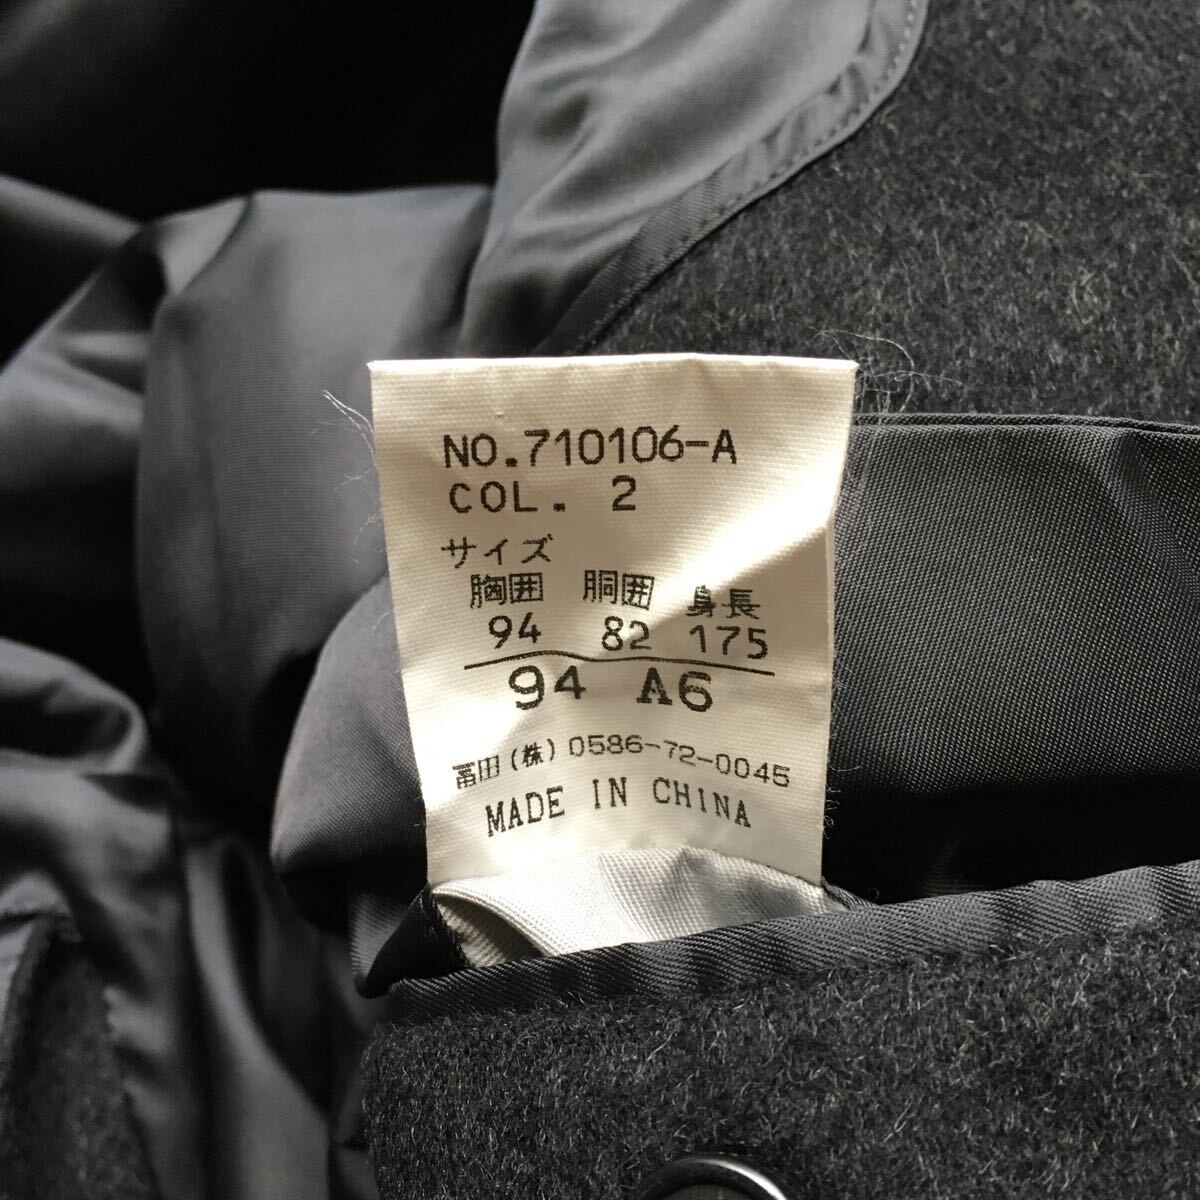 NO.710106-A
COL. 2
サイズ
胸囲 胴囲 身長
94 82 175
94 A6
冨田(株)0586-72-0045
MADE IN CHINA